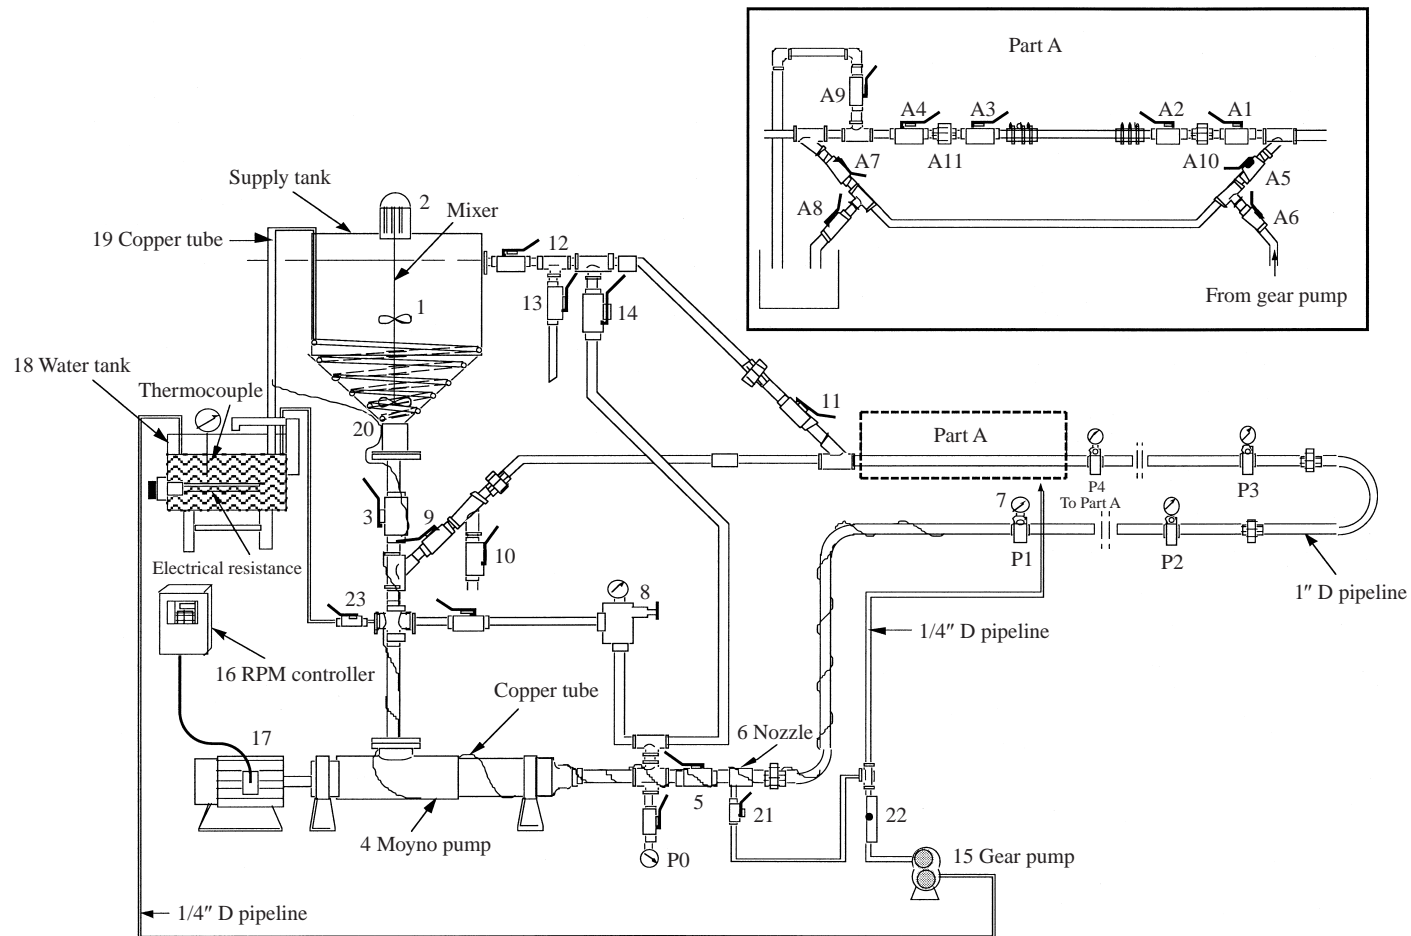 Part A
A9
A4
A3
A2
A1
A11
A10
A7
A5
A8
A6
From gear pump
Supply tank
2
Mixer
19 Copper tube
12
1
13
14
18 Water tank
Thermocouple
11
20
Part A
P4
To Part A
P3
3
9
7
10
P1
P2
Electrical resistance
1″ D pipeline
23
8
1/4″ D pipeline
16 RPM controller
Copper tube
17
6 Nozzle
5
21
22
4 Moyno pump
P0
15 Gear pump
1/4″ D pipeline